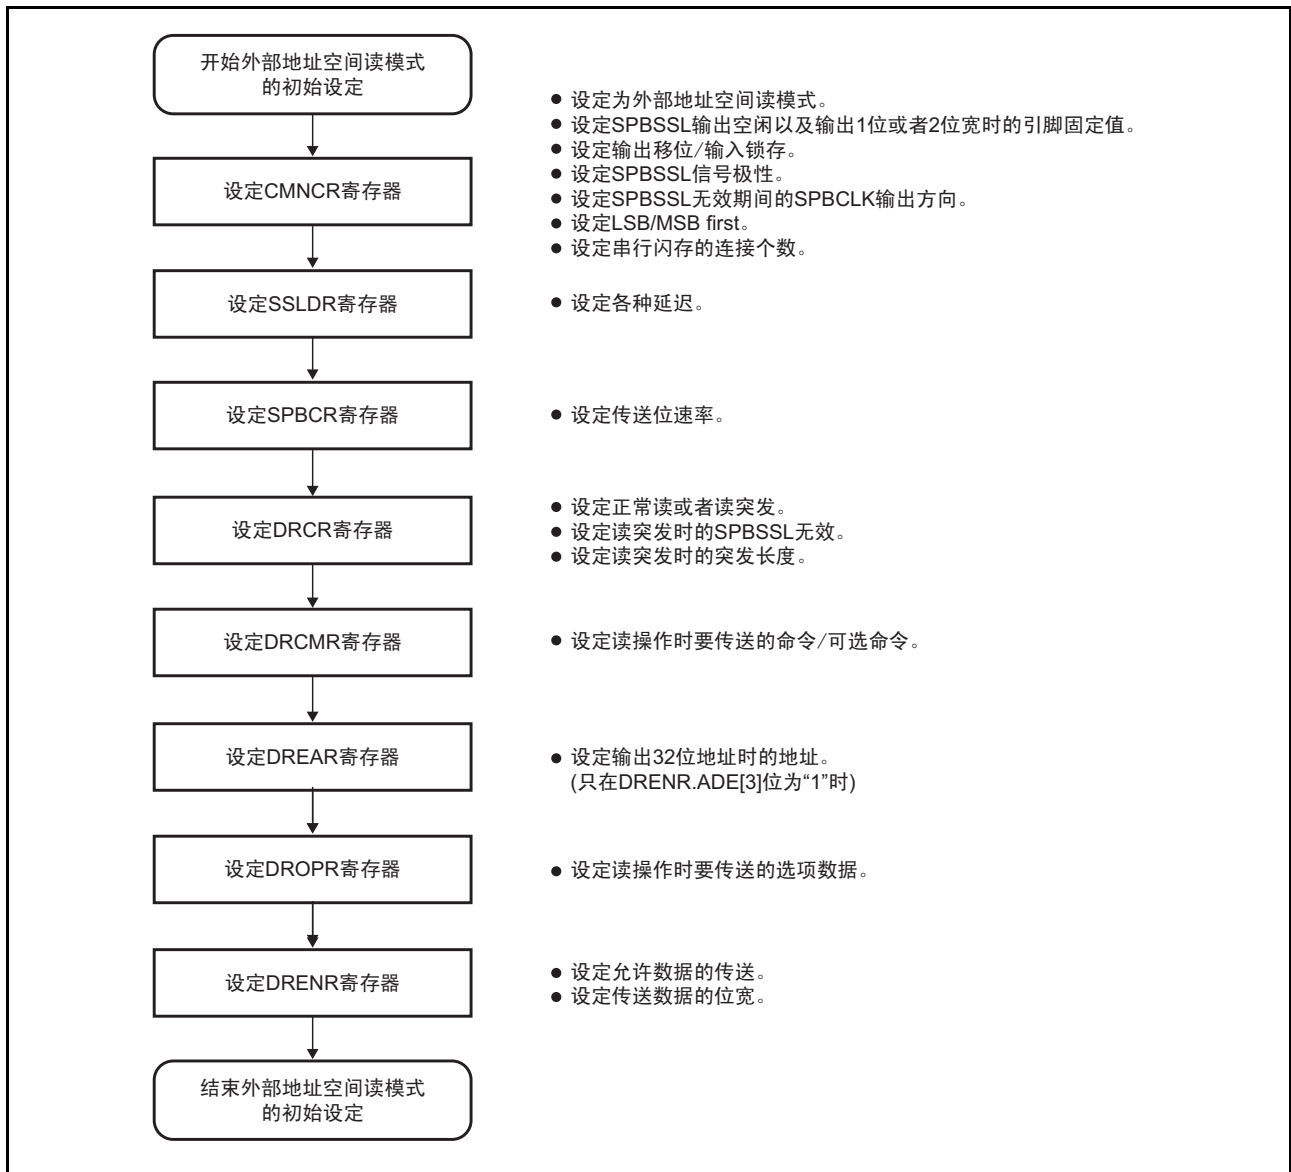 开始外部地址空间读模式
的初始设定
● 设定为外部地址空间读模式。
● 设定SPBSSL输出空闲以及输出1位或者2位宽时的引脚固定值。
● 设定输出移位/输入锁存。
● 设定SPBSSL信号极性。
● 设定SPBSSL无效期间的SPBCLK输出方向。
● 设定LSB/MSB first。
● 设定串行闪存的连接个数。
设定CMNCR寄存器
设定SSLDR寄存器
● 设定各种延迟。
设定SPBCR寄存器
● 设定传送位速率。
设定DRCR寄存器
● 设定正常读或者读突发。
● 设定读突发时的SPBSSL无效。
● 设定读突发时的突发长度。
设定DRCMR寄存器
● 设定读操作时要传送的命令/可选命令。
设定DREAR寄存器
● 设定输出32位地址时的地址。
(只在DRENR.ADE[3]位为“1”时)
设定DROPR寄存器
● 设定读操作时要传送的选项数据。
设定DRENR寄存器
● 设定允许数据的传送。
● 设定传送数据的位宽。
结束外部地址空间读模式
的初始设定